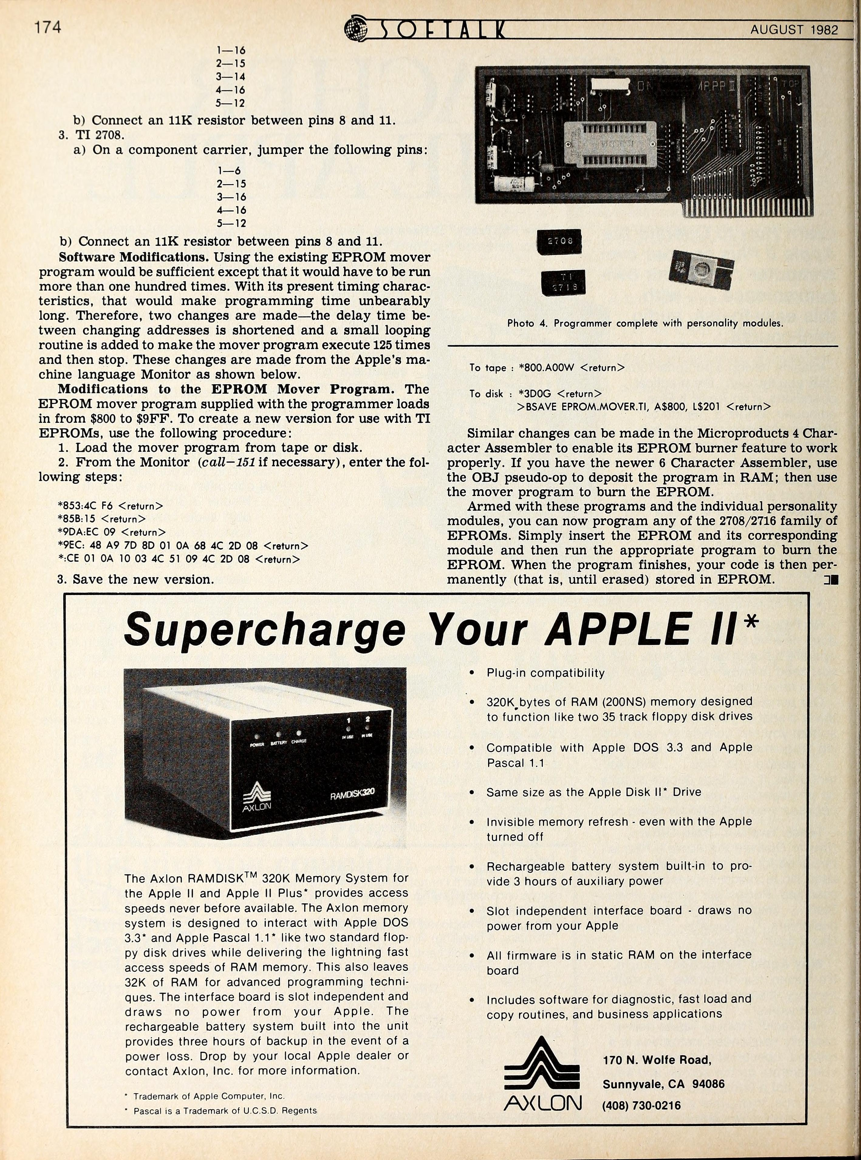 174
SOFTALK
AUGUST 1982
1—16
2—15
3—14
4—16
5—12
b) Connect an 11K resistor between pins 8 and 11.
3. TI 2708.
a) On a component carrier, jumper the following pins:
1—6
2—15
3—16
4—16
5—12
b) Connect an 11K resistor between pins 8 and 11.
Software Modifications. Using the existing EPROM mover
program would be sufficient except that it would have to be run
more than one hundred times. With its present timing charac-
teristics, that would make programming time unbearably
long. Therefore, two changes are made—the delay time be-
tween changing addresses is shortened and a small looping
routine is added to make the mover program execute 125 times
and then stop. These changes are made from the Apple's ma-
chine language Monitor as shown below.
Modifications to the EPROM Mover Program. The
EPROM mover program supplied with the programmer loads
in from $800 to $9FF. To create a new version for use with TI
EPROMs, use the following procedure:
1. Load the mover program from tape or disk.
2. From the Monitor (call—151 if necessary), enter the fol-
lowing steps:
*853:4C F6 <return>
*85B:15 <return>
*9DA:EC 09 <return>
*9EC: 48 A9 7D 8D 01 0A 68 4C 2D 08 <return>
*:CE 01 0A 10 03 4C 51 09 4C 2D 08 <return>
3. Save the new version.
2708
TI
2716
Photo 4. Programmer complete with personality modules.
To tape : *800.A00W <return>
To disk : *3D0G <return>
>BSAVE EPROM.MOVER.TI, A$800, L$201 <return>
Similar changes can be made in the Microproducts 4 Char-
acter Assembler to enable its EPROM burner feature to work
properly. If you have the newer 6 Character Assembler, use
the OBJ pseudo-op to deposit the program in RAM; then use
the mover program to burn the EPROM.
Armed with these programs and the individual personality
modules, you can now program any of the 2708/2716 family of
EPROMs. Simply insert the EPROM and its corresponding
module and then run the appropriate program to burn the
EPROM. When the program finishes, your code is then per-
manently (that is, until erased) stored in EPROM.
Supercharge Your APPLE II*
POWER BATTERY CHARGE
1 2
IN USE IN USE
AXLON
RAMDISK320
The Axlon RAMDISK™ 320K Memory System for
the Apple II and Apple II Plus* provides access
speeds never before available. The Axlon memory
system is designed to interact with Apple DOS
3.3* and Apple Pascal 1.1* like two standard flop-
py disk drives while delivering the lightning fast
access speeds of RAM memory. This also leaves
32K of RAM for advanced programming techni-
ques. The interface board is slot independent and
draws no power from your Apple. The
rechargeable battery system built into the unit
provides three hours of backup in the event of a
power loss. Drop by your local Apple dealer or
contact Axlon, Inc. for more information.
* Trademark of Apple Computer, Inc.
* Pascal is a Trademark of U.C.S.D. Regents
• Plug-in compatibility
• 320K bytes of RAM (200NS) memory designed
to function like two 35 track floppy disk drives
• Compatible with Apple DOS 3.3 and Apple
Pascal 1.1
• Same size as the Apple Disk II* Drive
• Invisible memory refresh - even with the Apple
turned off
• Rechargeable battery system built-in to pro-
vide 3 hours of auxiliary power
• Slot independent interface board - draws no
power from your Apple
• All firmware is in static RAM on the interface
board
• Includes software for diagnostic, fast load and
copy routines, and business applications
AXLON
170 N. Wolfe Road,
Sunnyvale, CA 94086
(408) 730-0216